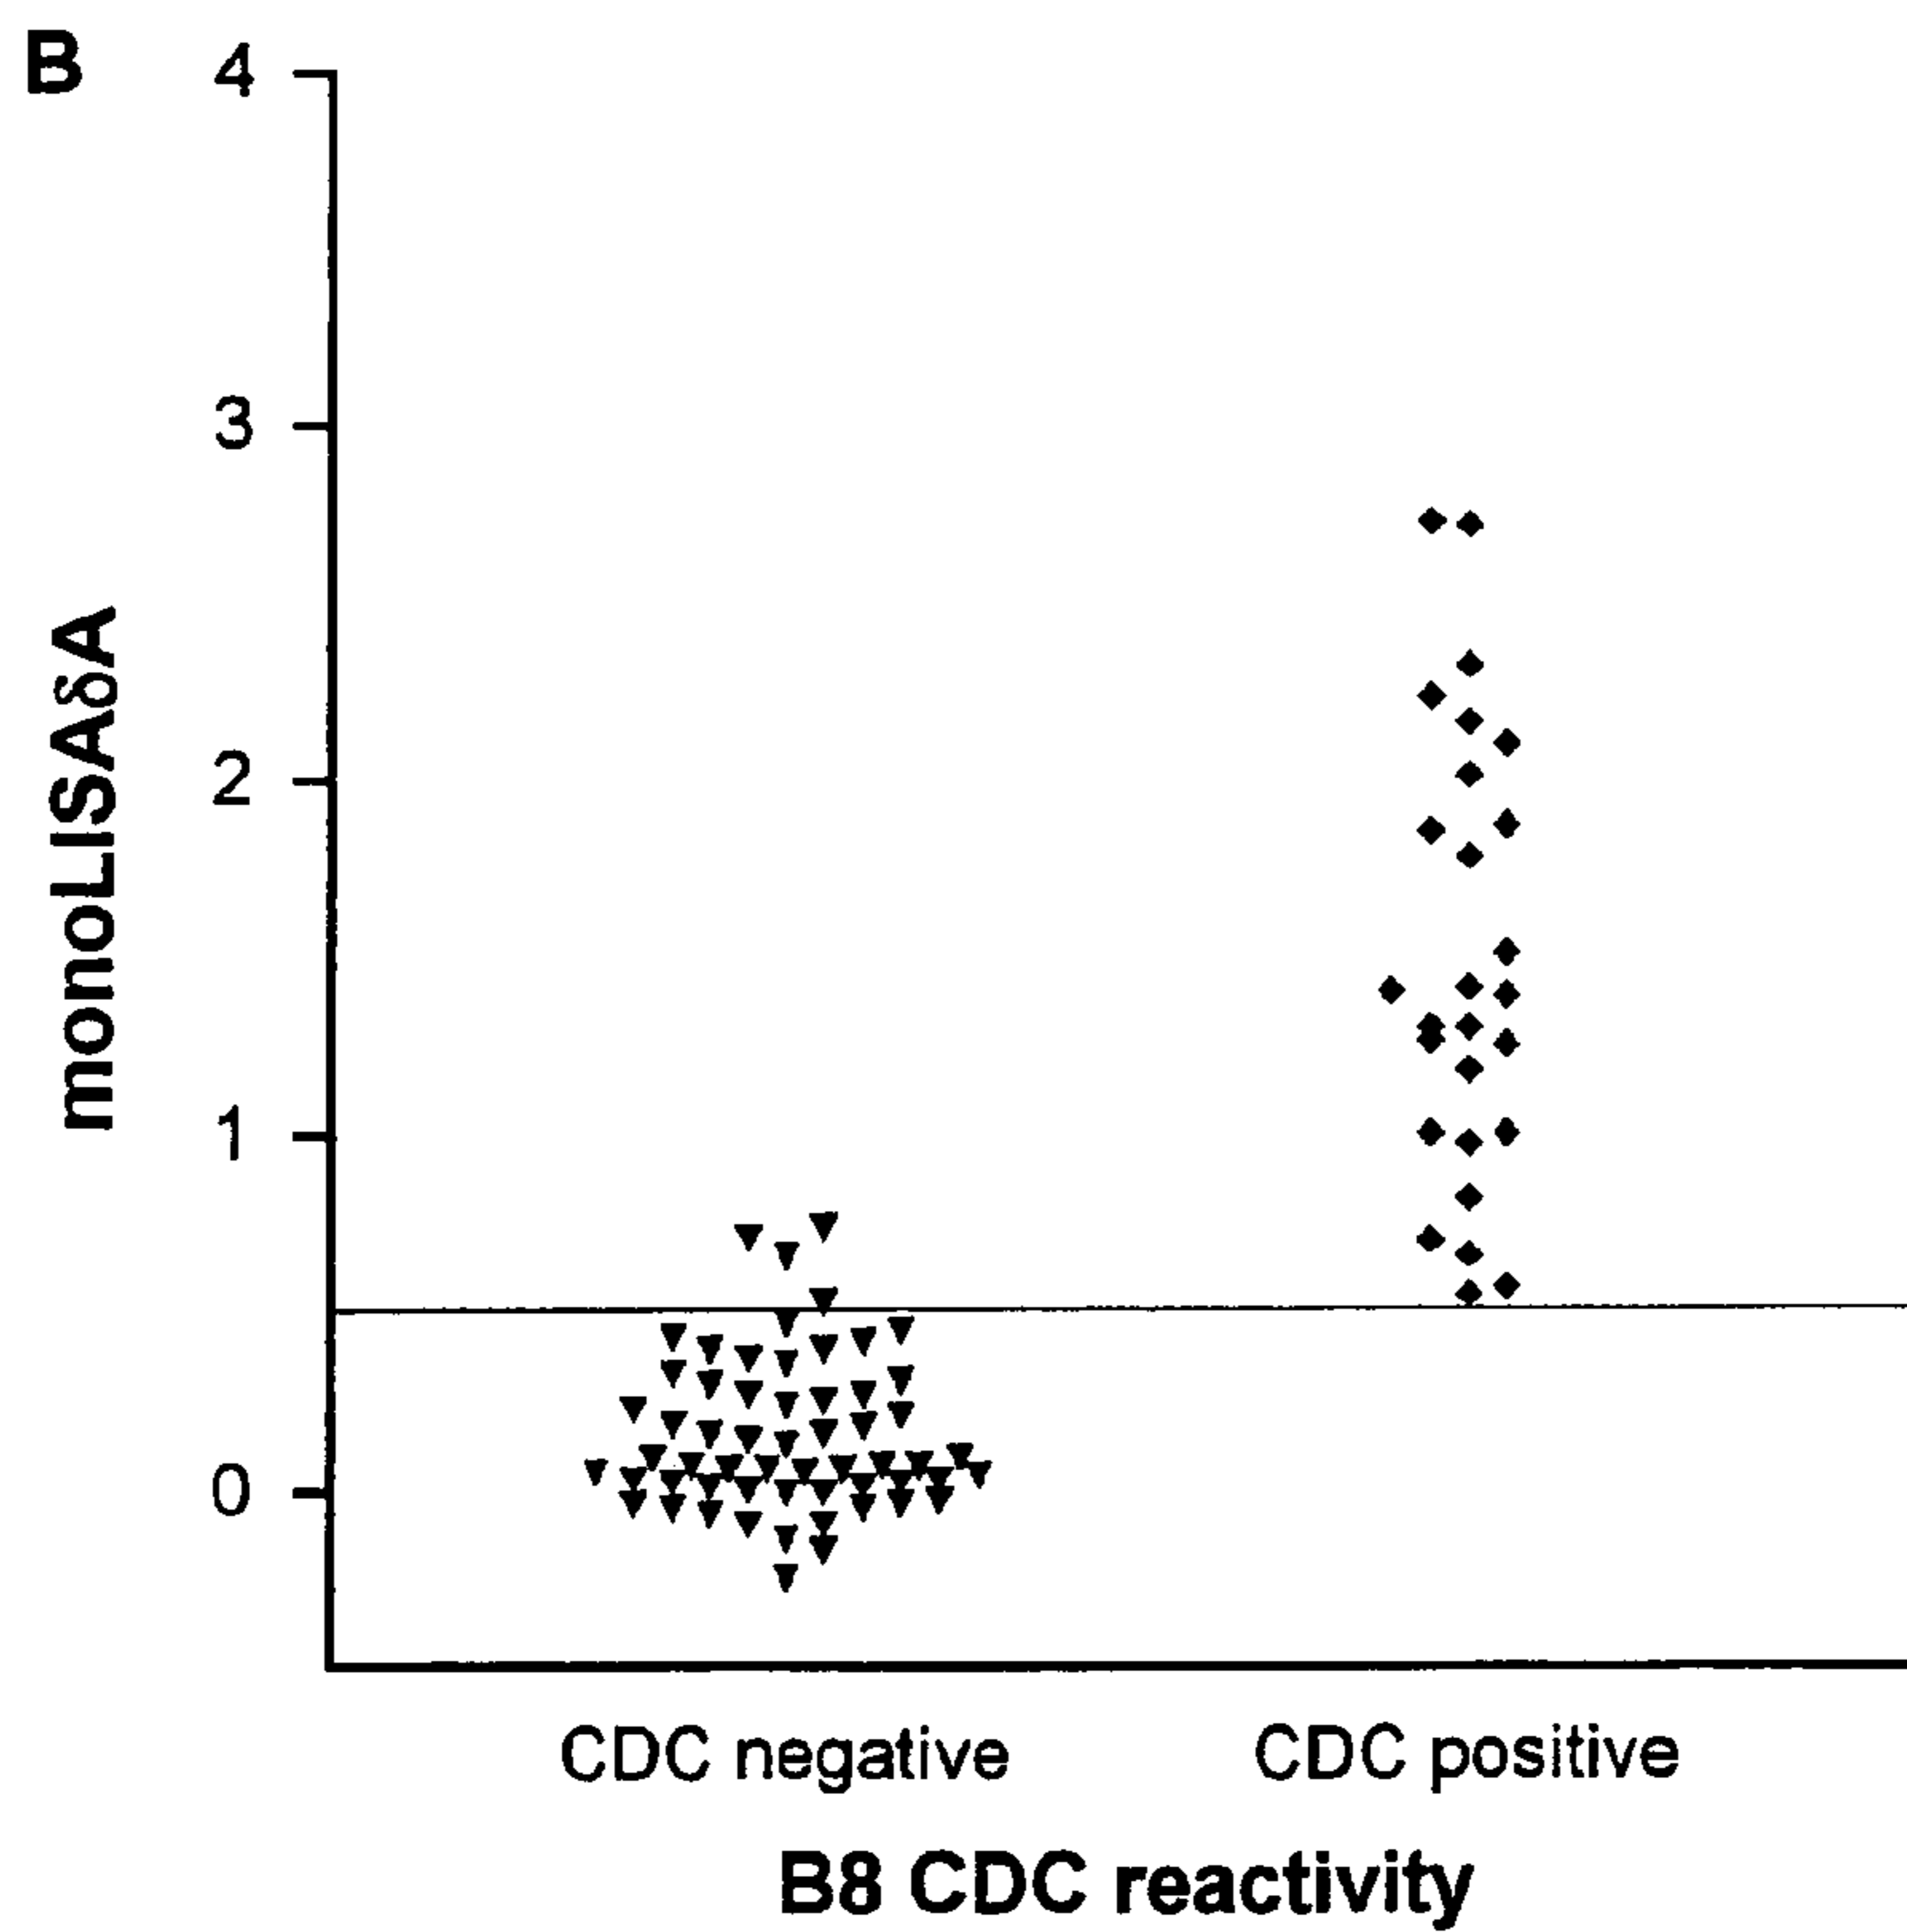 B
4
3
2
1
0
monoLISAδA
CDC negative CDC positive
B8 CDC reactivity